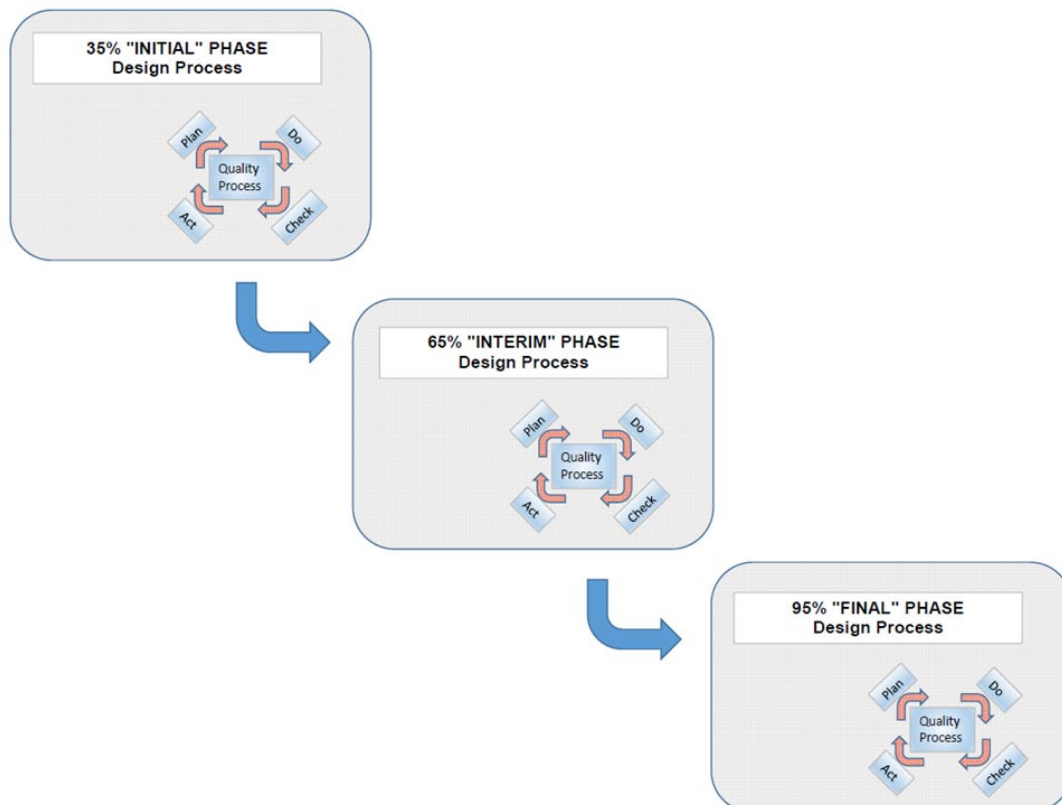 35% "INITIAL" PHASE
Design Process
Plan
Do
Quality
Process
Act
Check
65% "INTERIM" PHASE
Design Process
Plan
Do
Quality
Process
Act
Check
95% "FINAL" PHASE
Design Process
Plan
Do
Quality
Process
Act
Check